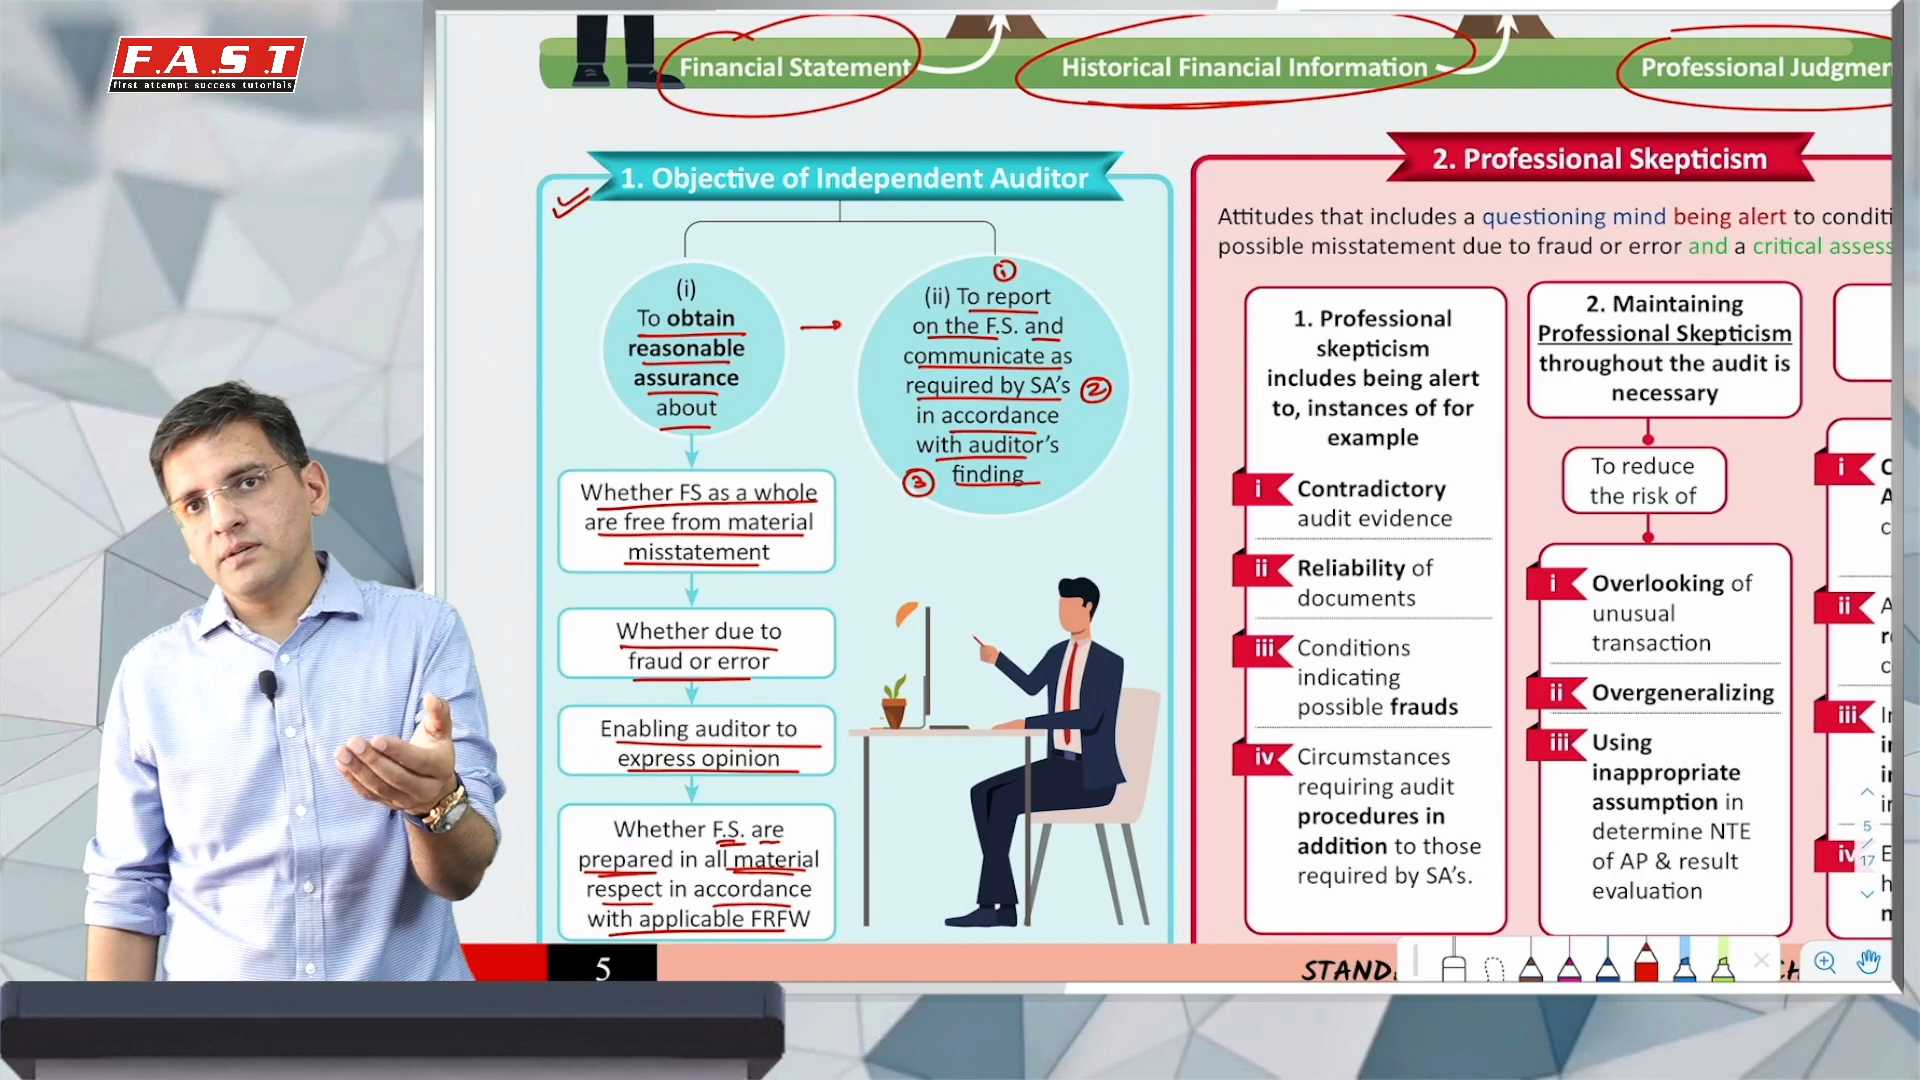 F.A.S.T
first attempt success tutorials
Financial Statement
Historical Financial Information
Professional Judgmen
1. Objective of Independent Auditor
(i)
To obtain
reasonable
assurance
about
Whether FS as a whole
are free from material
misstatement
Whether due to
fraud or error
Enabling auditor to
express opinion
Whether F.S. are
prepared in all material
respect in accordance
with applicable FRFW
i
(ii) To report
on the F.S. and
communicate as
required by SA's
2
in accordance
with auditor's
finding
3
2. Professional Skepticism
Attitudes that includes a questioning mind being alert to conditi
possible misstatement due to fraud or error and a critical assess
1. Professional
skepticism
includes being alert
to, instances of for
example
i Contradictory
audit evidence
ii Reliability of
documents
iii Conditions
indicating
possible frauds
iv Circumstances
requiring audit
procedures in
addition to those
required by SA's.
2. Maintaining
Professional Skepticism
throughout the audit is
necessary
To reduce
the risk of
i Overlooking of
unusual
transaction
ii Overgeneralizing
iii Using
inappropriate
assumption in
determine NTE
of AP & result
evaluation
i
ii
iii
iv
5
17
5
STAND